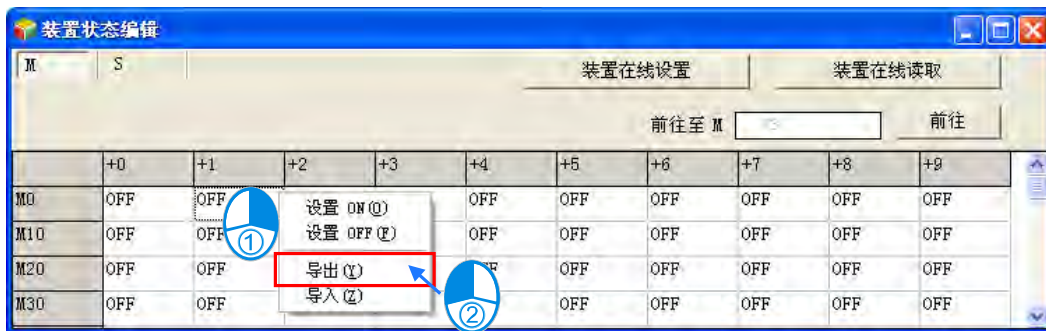 装置状态编辑
M S 装置在线设置 装置在线读取
前往至 M 前往
+0 +1 +2 +3 +4 +5 +6 +7 +8 +9
M0 OFF OFF OFF OFF OFF OFF OFF OFF
设置 ON(O)
M10 OFF OFF OFF OFF OFF OFF OFF OFF
① 设置 OFF(F)
M20 OFF OFF OFF OFF OFF OFF OFF
导出(Y)
M30 OFF OFF OFF OFF OFF OFF OFF
导入(Z)
②